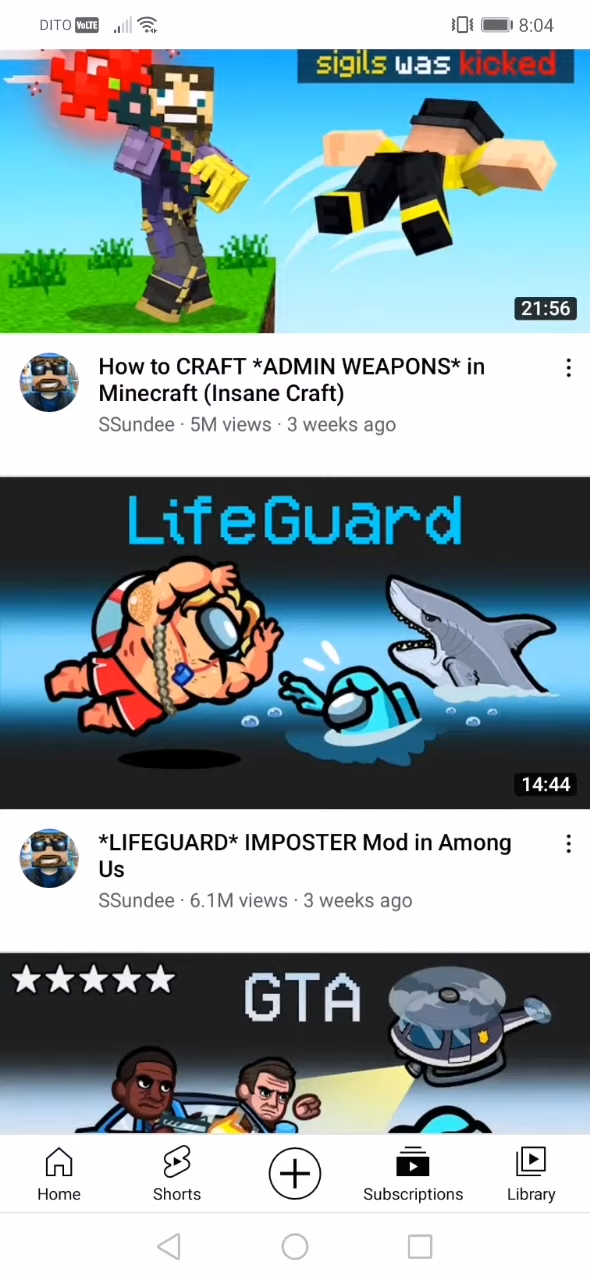 DITO VoLTE 8:04
sigils was kicked
21:56
How to CRAFT *ADMIN WEAPONS* in
Minecraft (Insane Craft)
SSundee · 5M views · 3 weeks ago
LifeGuard
14:44
*LIFEGUARD* IMPOSTER Mod in Among
Us
SSundee · 6.1M views · 3 weeks ago
GTA
Home Shorts Subscriptions Library